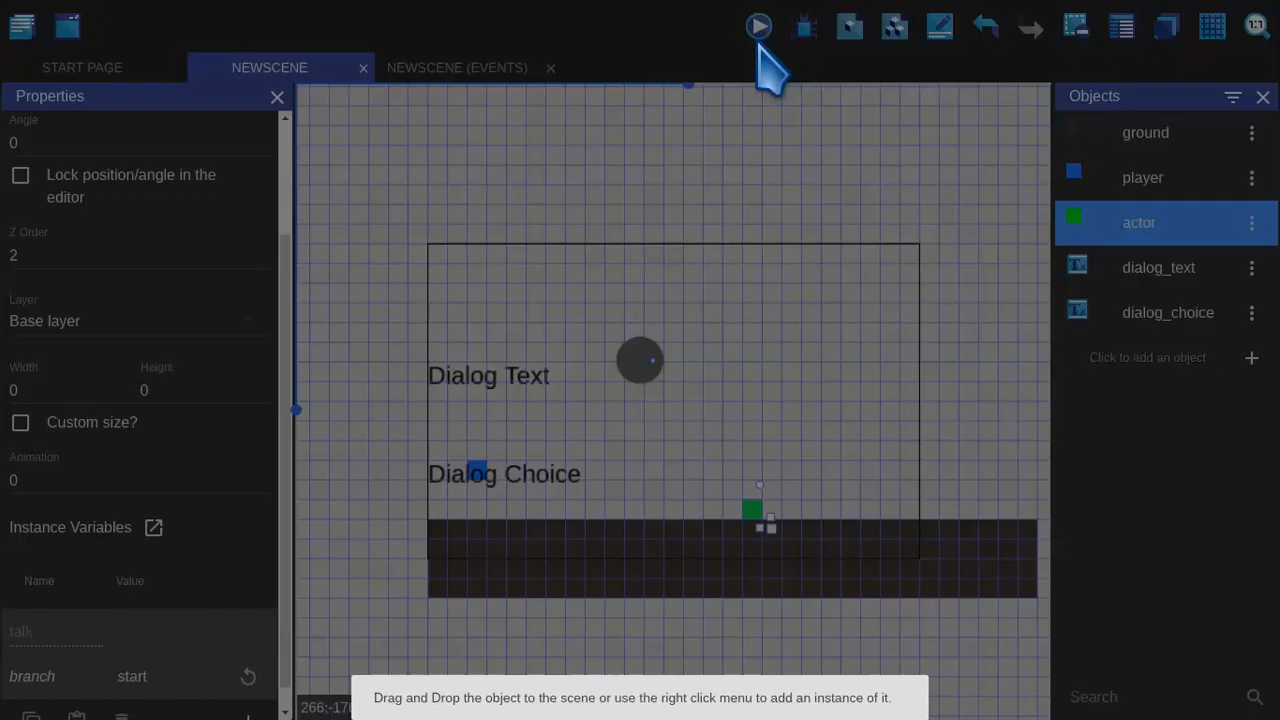 1:1
START PAGE
NEWSCENE
NEWSCENE (EVENTS)
Properties
Angle
0
Lock position/angle in the
editor
Z Order
2
Layer
Base layer
Width
Height
0
0
Custom size?
Animation
0
Instance Variables
Name
Value
talk
branch
start
Dialog Text
Dialog Choice
Objects
ground
player
actor
dialog_text
dialog_choice
Click to add an object
Search
Drag and Drop the object to the scene or use the right click menu to add an instance of it.